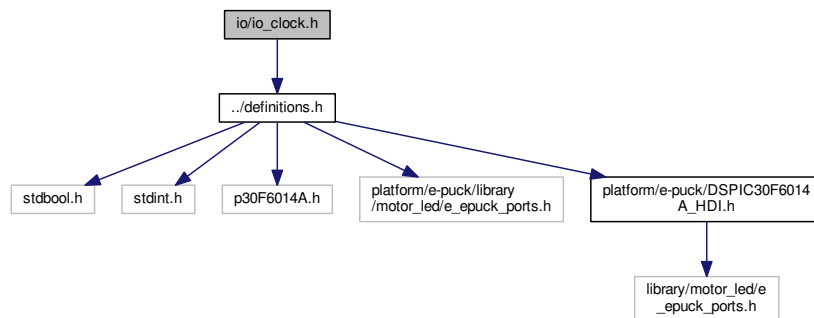 io/io_clock.h
../definitions.h
stdbool.h
stdint.h
p30F6014A.h
platform/e-puck/library
/motor_led/e_epuck_ports.h
platform/e-puck/DSPIC30F6014
A_HDI.h
library/motor_led/e
_epuck_ports.h